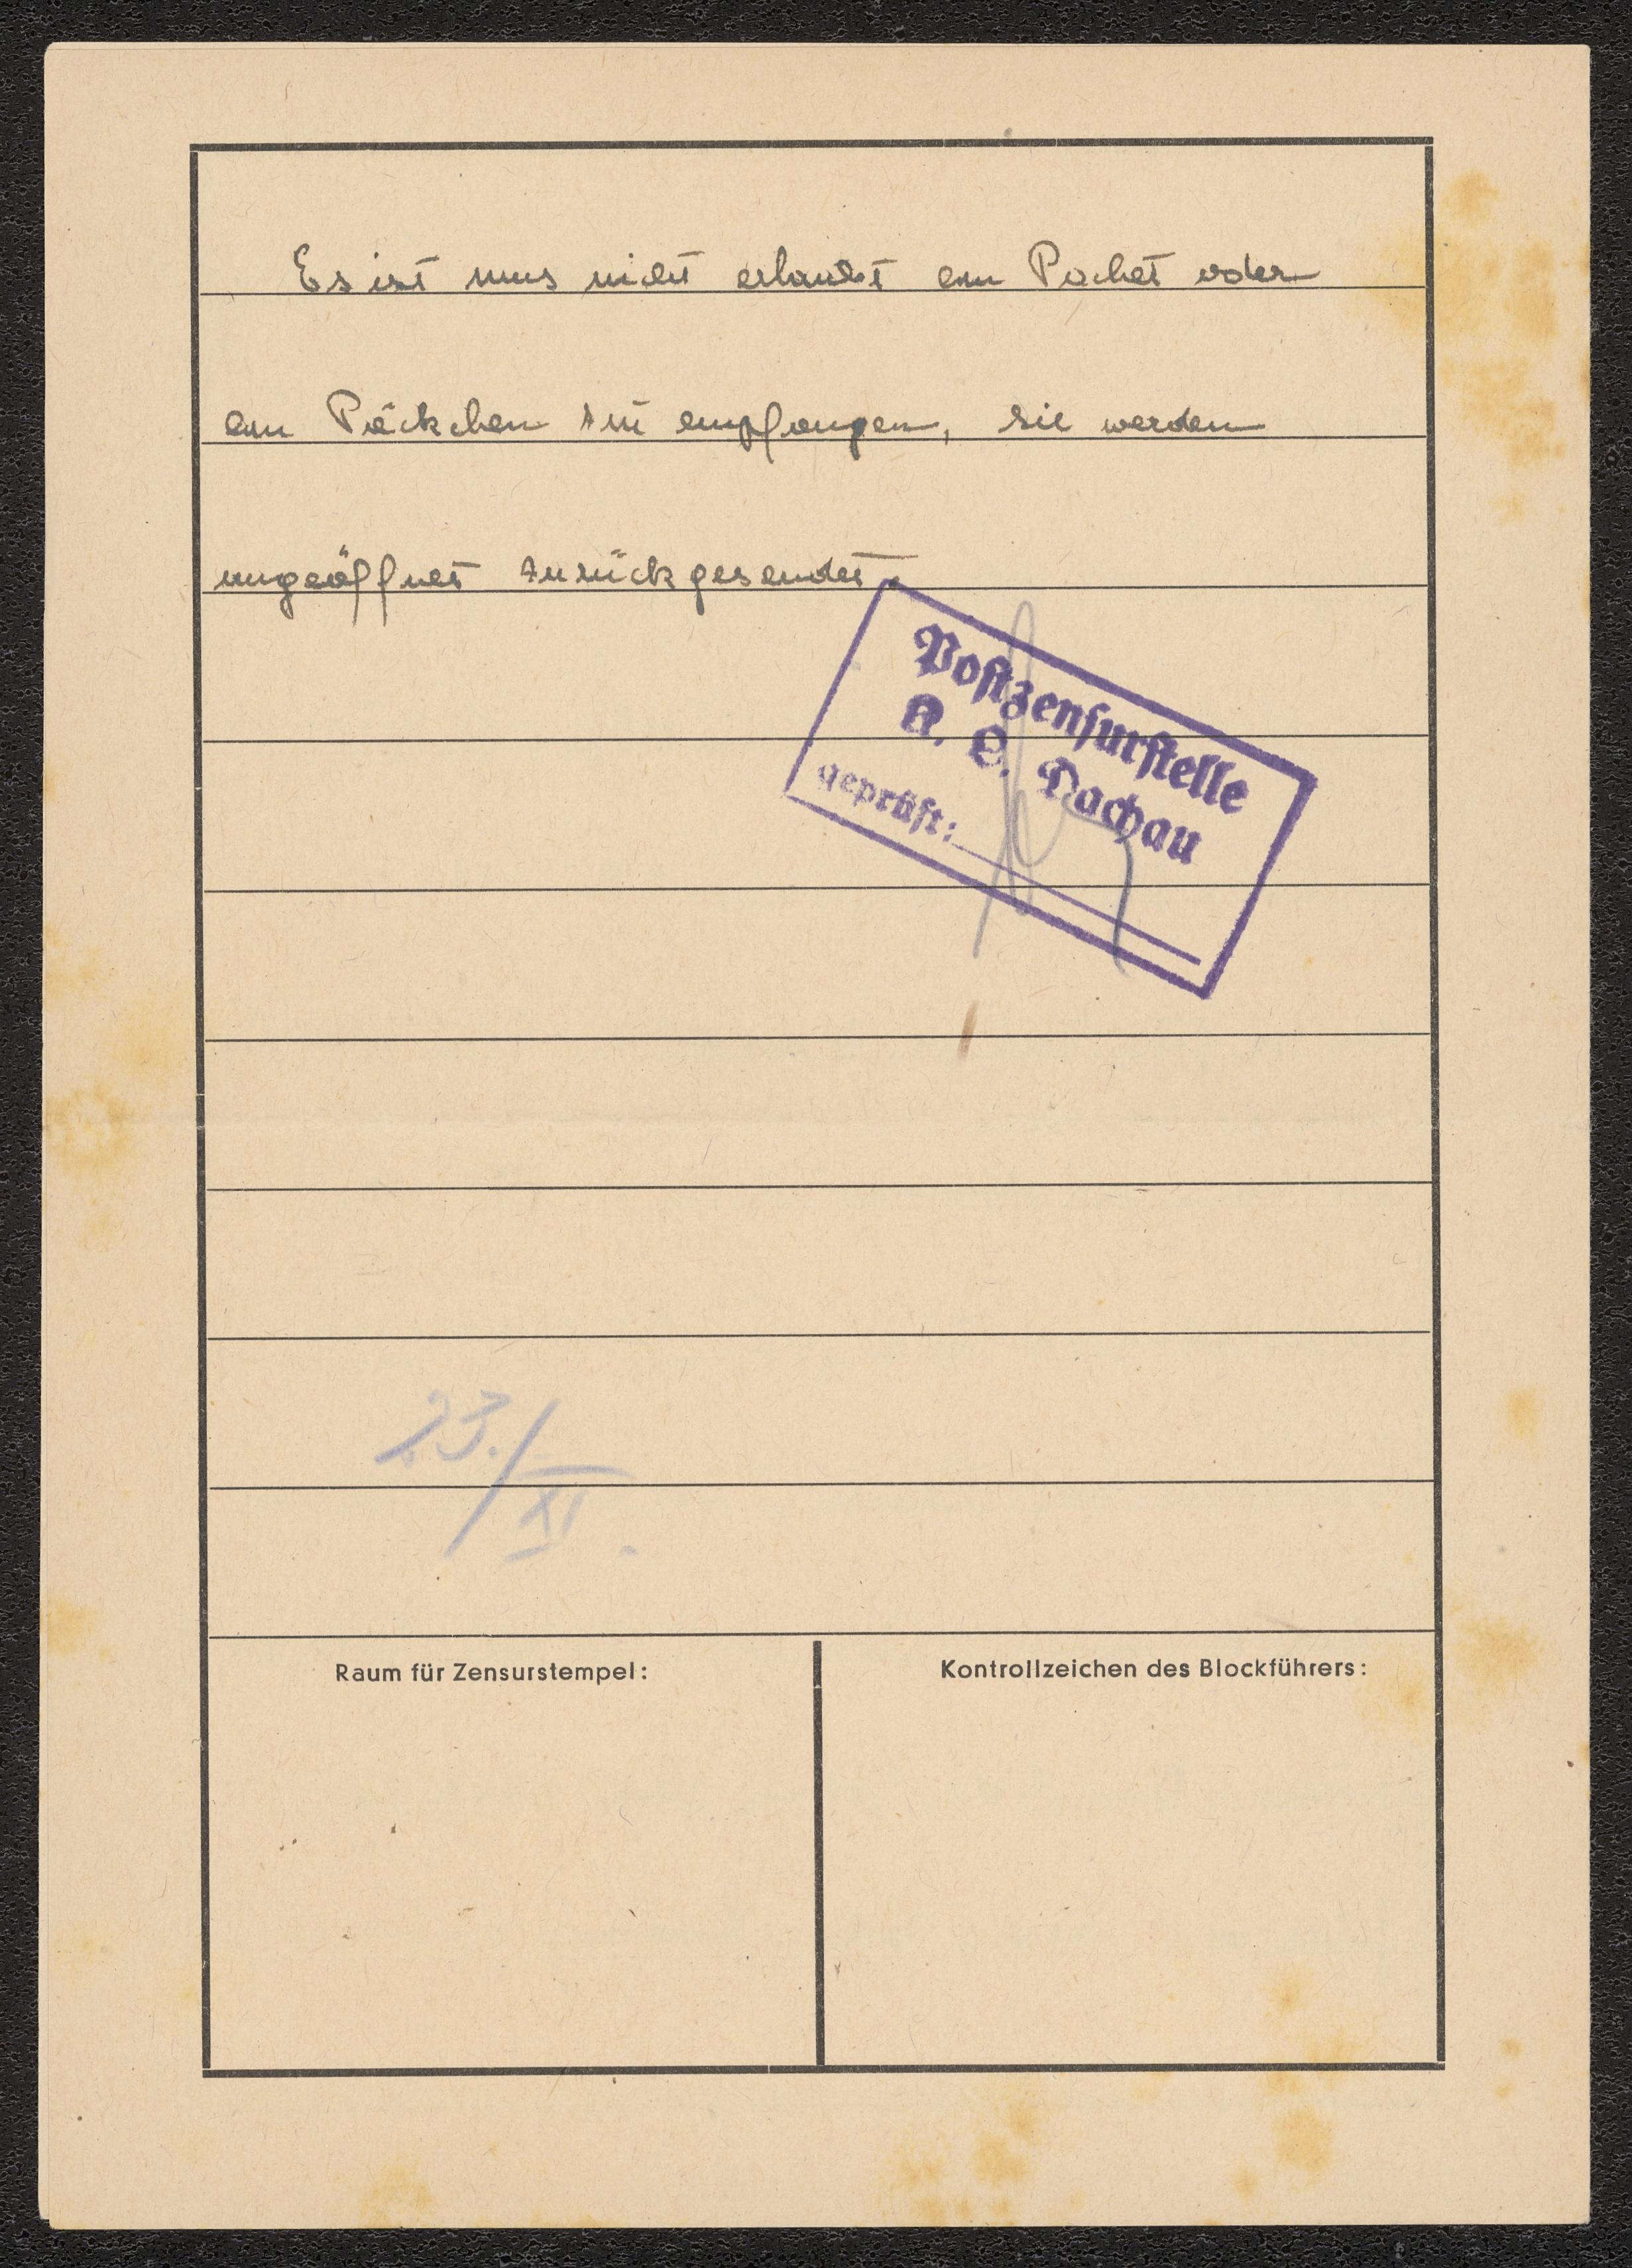 Es ist uns nicht erlaubt ein Packet oder
ein Päckchen zu empfangen, sie werden
ungeöffnet zurückgesendet.
Postzensurstelle
K. L. Dachau
geprüft:
23./XI.
Raum für Zensurstempel:
Kontrollzeichen des Blockführers: